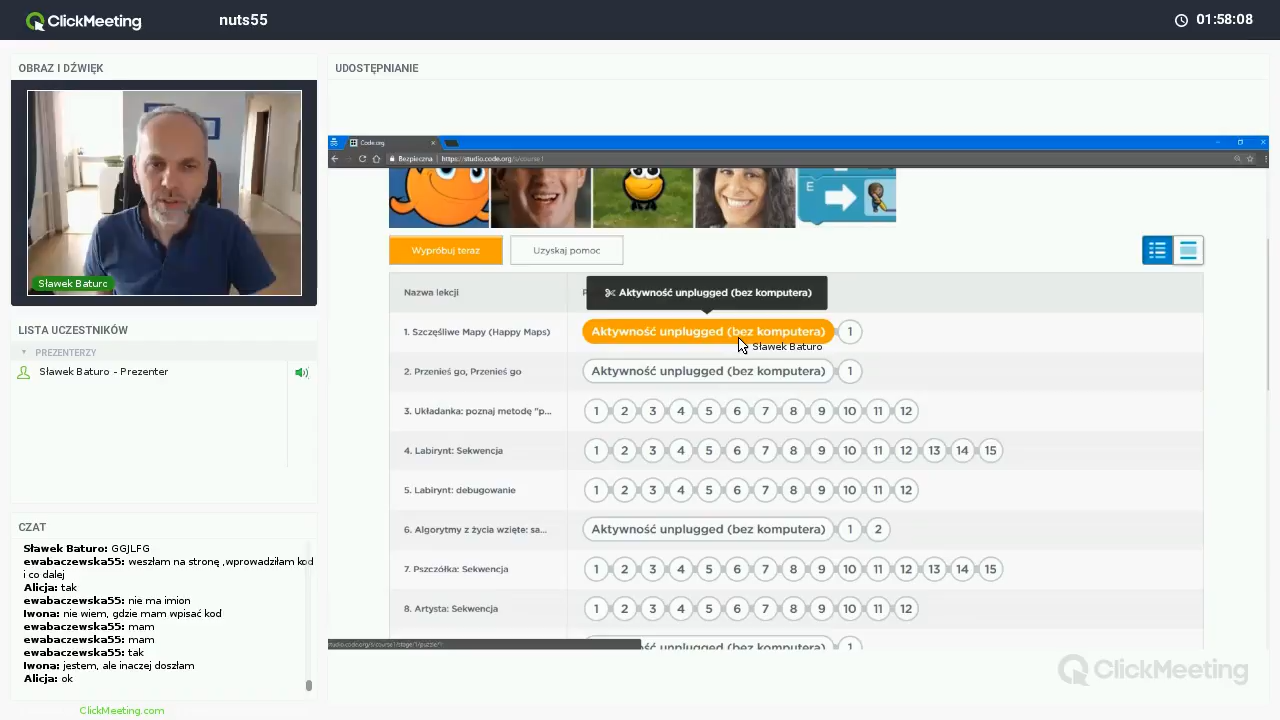 ClickMeeting
nuts55
01:58:08
OBRAZ I DŹWIĘK
Sławek Baturc
LISTA UCZESTNIKÓW
PREZENTERZY
Sławek Baturo - Prezenter
CZAT
Sławek Baturo: GGJLFG
ewabaczewska55: weszłam na stronę ,wprowadziłam kod
i co dalej
Alicja: tak
ewabaczewska55: nie ma imion
Iwona: nie wiem, gdzie mam wpisać kod
ewabaczewska55: mam
ewabaczewska55: mam
ewabaczewska55: tak
Iwona: jestem, ale inaczej doszłam
Alicja: ok
ClickMeeting.com
UDOSTĘPNIANIE
Code.org
Bezpieczna https://studio.code.org/s/course1
E
Wypróbuj teraz
Uzyskaj pomoc
Nazwa lekcji
Aktywność unplugged (bez komputera)
1. Szczęśliwe Mapy (Happy Maps) Aktywność unplugged (bez komputera) 1
Sławek Baturo
2. Przenieś go, Przenieś go Aktywność unplugged (bez komputera) 1
3. Układanka: poznaj metodę "p... 1 2 3 4 5 6 7 8 9 10 11 12
4. Labirynt: Sekwencja 1 2 3 4 5 6 7 8 9 10 11 12 13 14 15
5. Labirynt: debugowanie 1 2 3 4 5 6 7 8 9 10 11 12
6. Algorytmy z życia wzięte: sa... Aktywność unplugged (bez komputera) 1 2
7. Pszczółka: Sekwencja 1 2 3 4 5 6 7 8 9 10 11 12 13 14 15
8. Artysta: Sekwencja 1 2 3 4 5 6 7 8 9 10 11 12
unplugged (bez komputera) 1
ClickMeeting